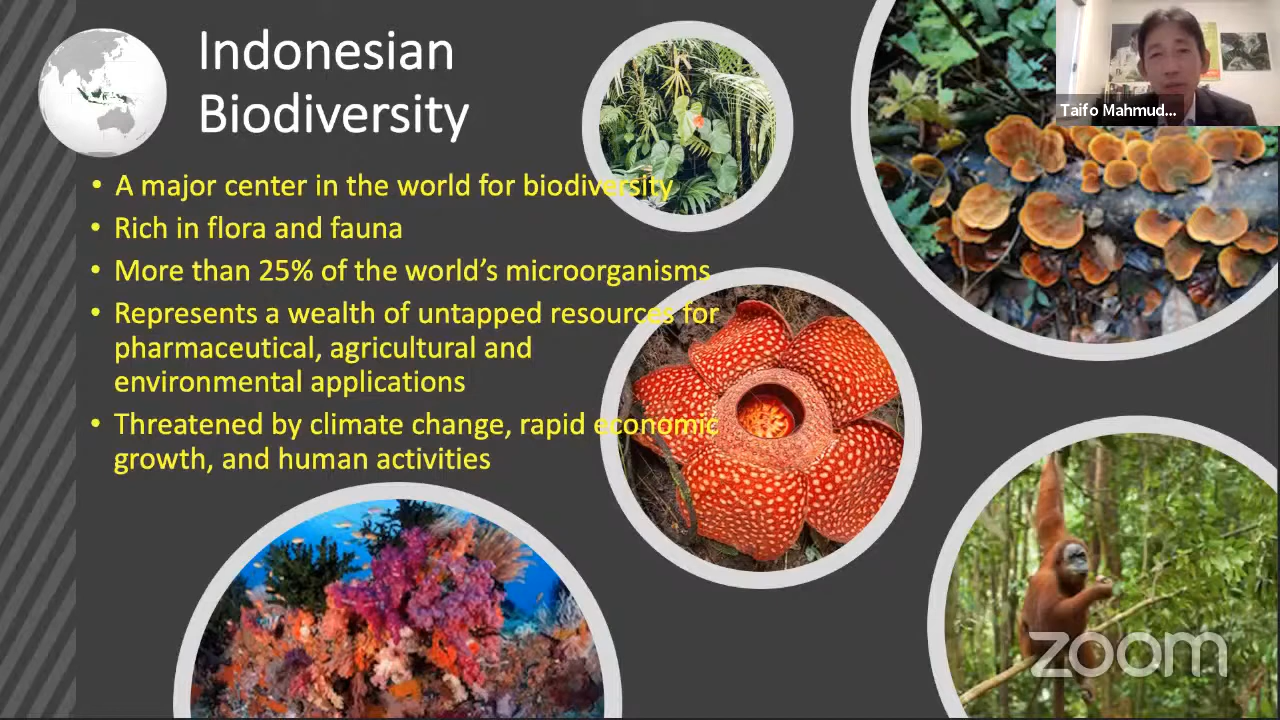 Indonesian
Biodiversity
• A major center in the world for biodiversity
• Rich in flora and fauna
• More than 25% of the world’s microorganisms
• Represents a wealth of untapped resources for
pharmaceutical, agricultural and
environmental applications
• Threatened by climate change, rapid economic
growth, and human activities
Taifo Mahmud...
zoom